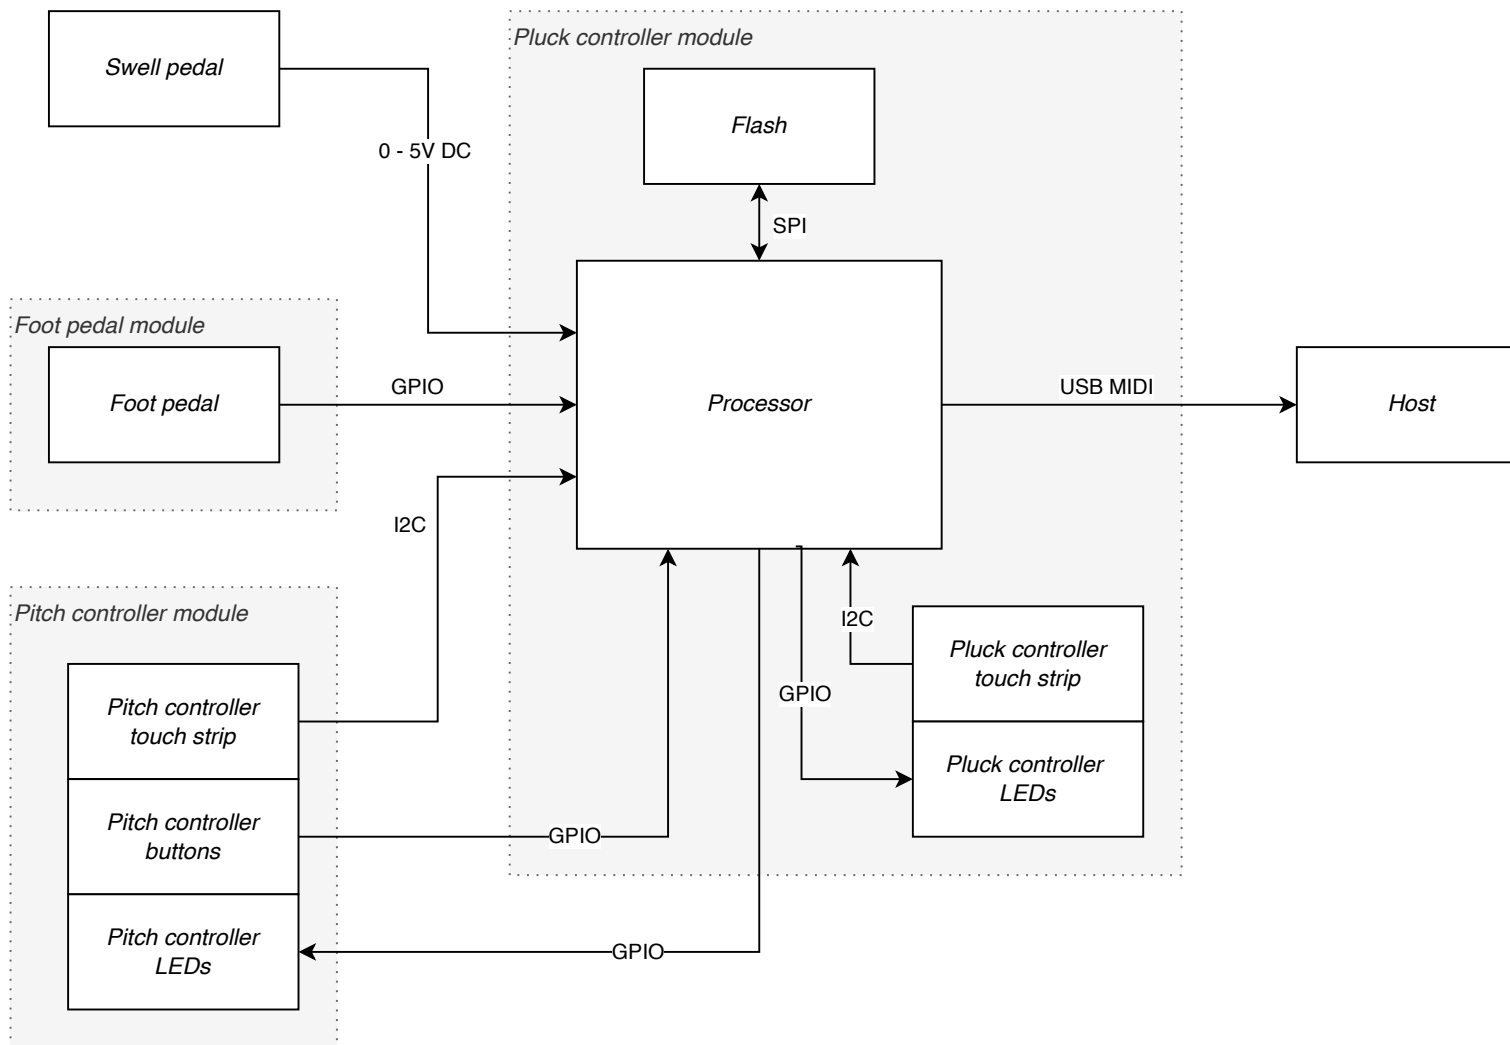 Swell pedal
Pluck controller module
Flash
0 - 5V DC
SPI
Foot pedal module
Foot pedal
GPIO
Processor
USB MIDI
Host
I2C
Pitch controller module
Pitch controller
touch strip
Pitch controller
buttons
Pitch controller
LEDs
GPIO
GPIO
I2C
GPIO
Pluck controller
touch strip
Pluck controller
LEDs